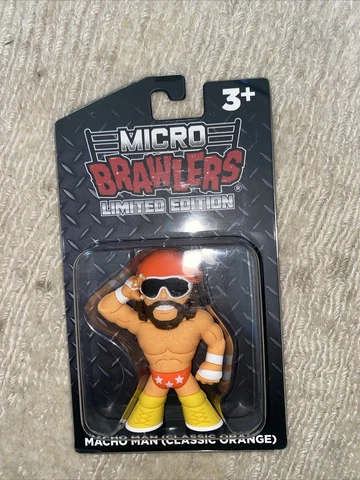 3+
MICRO
BRAWLERS®
LIMITED EDITION
MACHO MAN (CLASSIC ORANGE)